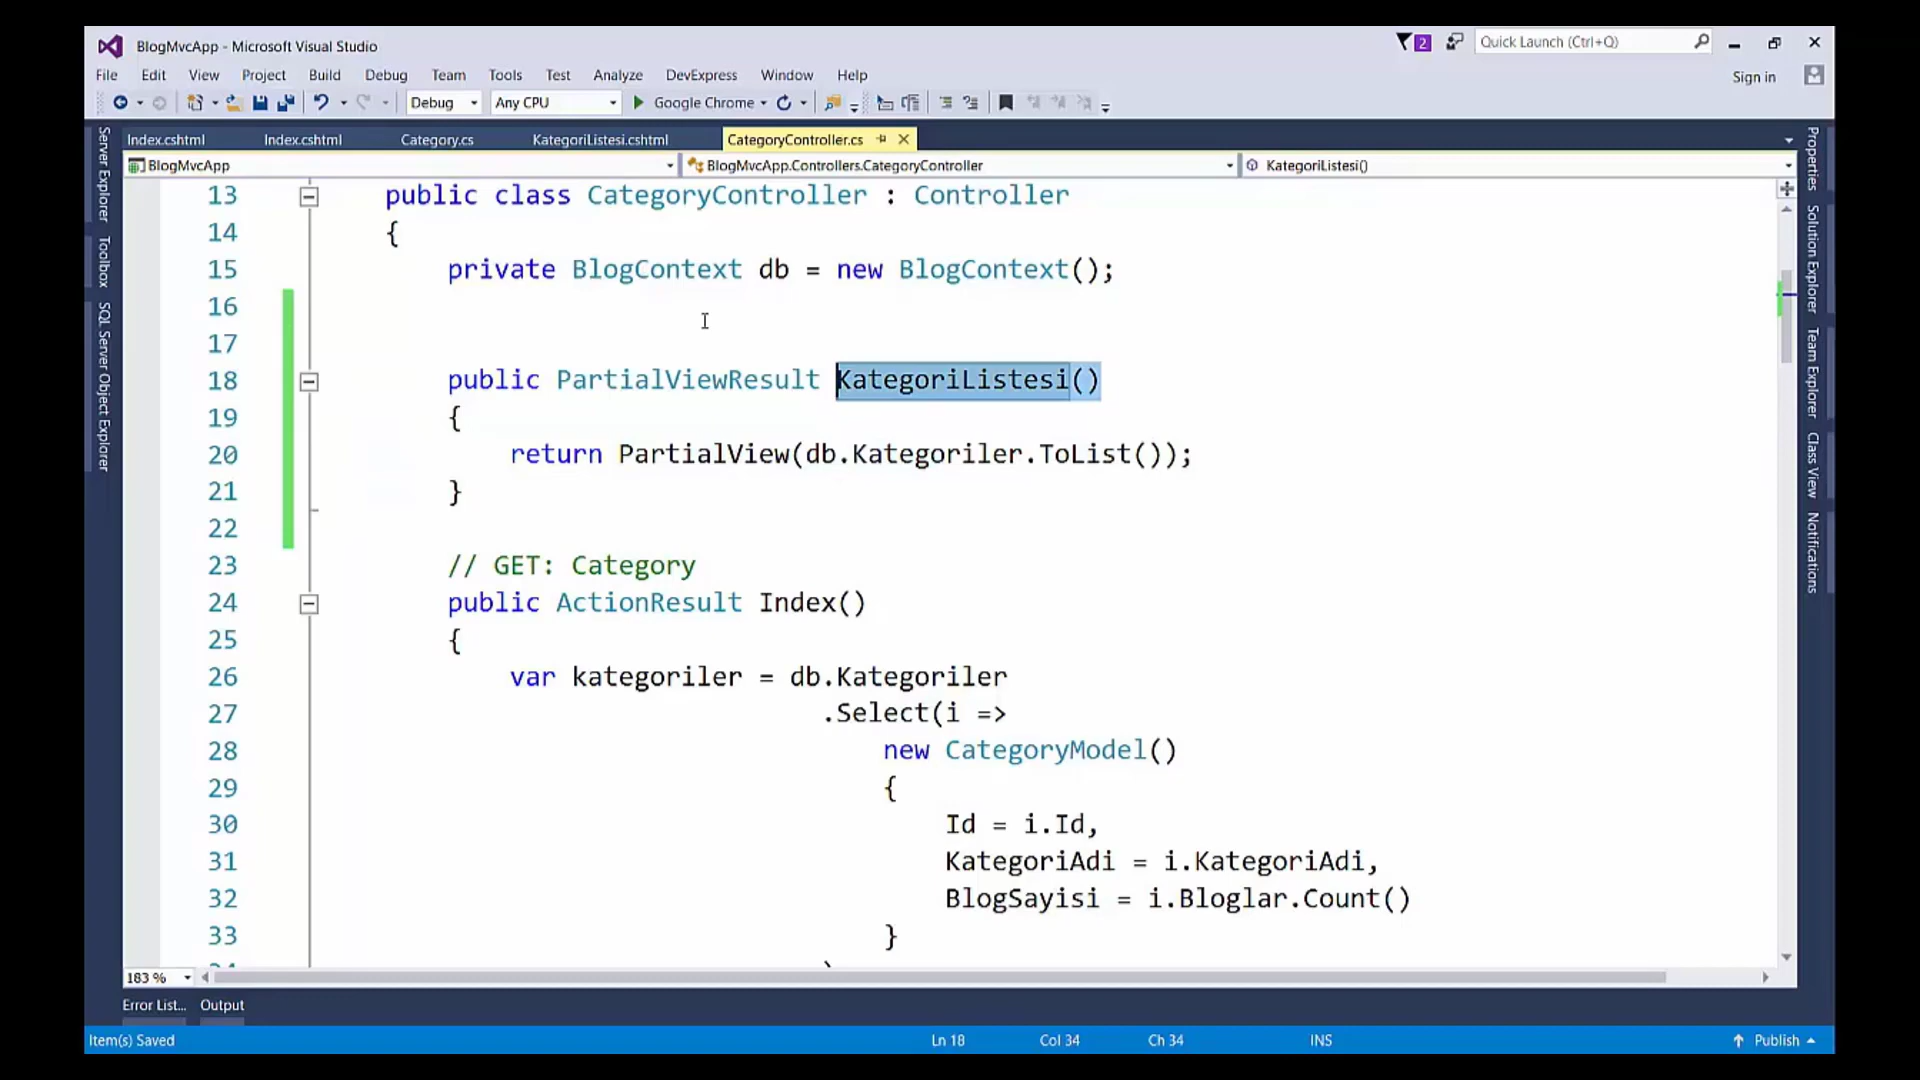 BlogMvcApp - Microsoft Visual Studio
2
Quick Launch (Ctrl+Q)
File Edit View Project Build Debug Team Tools Test Analyze DevExpress Window Help
Sign in
Debug Any CPU Google Chrome
Index.cshtml Index.cshtml Category.cs KategoriListesi.cshtml CategoryController.cs
BlogMvcApp BlogMvcApp.Controllers.CategoryController KategoriListesi()
Server Explorer
Toolbox
SQL Server Object Explorer
13 public class CategoryController : Controller
14 {
15 private BlogContext db = new BlogContext();
16
17
18 public PartialViewResult KategoriListesi()
19 {
20 return PartialView(db.Kategoriler.ToList());
21 }
22
23 // GET: Category
24 public ActionResult Index()
25 {
26 var kategoriler = db.Kategoriler
27 .Select(i =>
28 new CategoryModel()
29 {
30 Id = i.Id,
31 KategoriAdi = i.KategoriAdi,
32 BlogSayisi = i.Bloglar.Count()
33 }
Properties
Solution Explorer
Team Explorer
Class View
Notifications
183 %
Error List... Output
Item(s) Saved Ln 18 Col 34 Ch 34 INS Publish